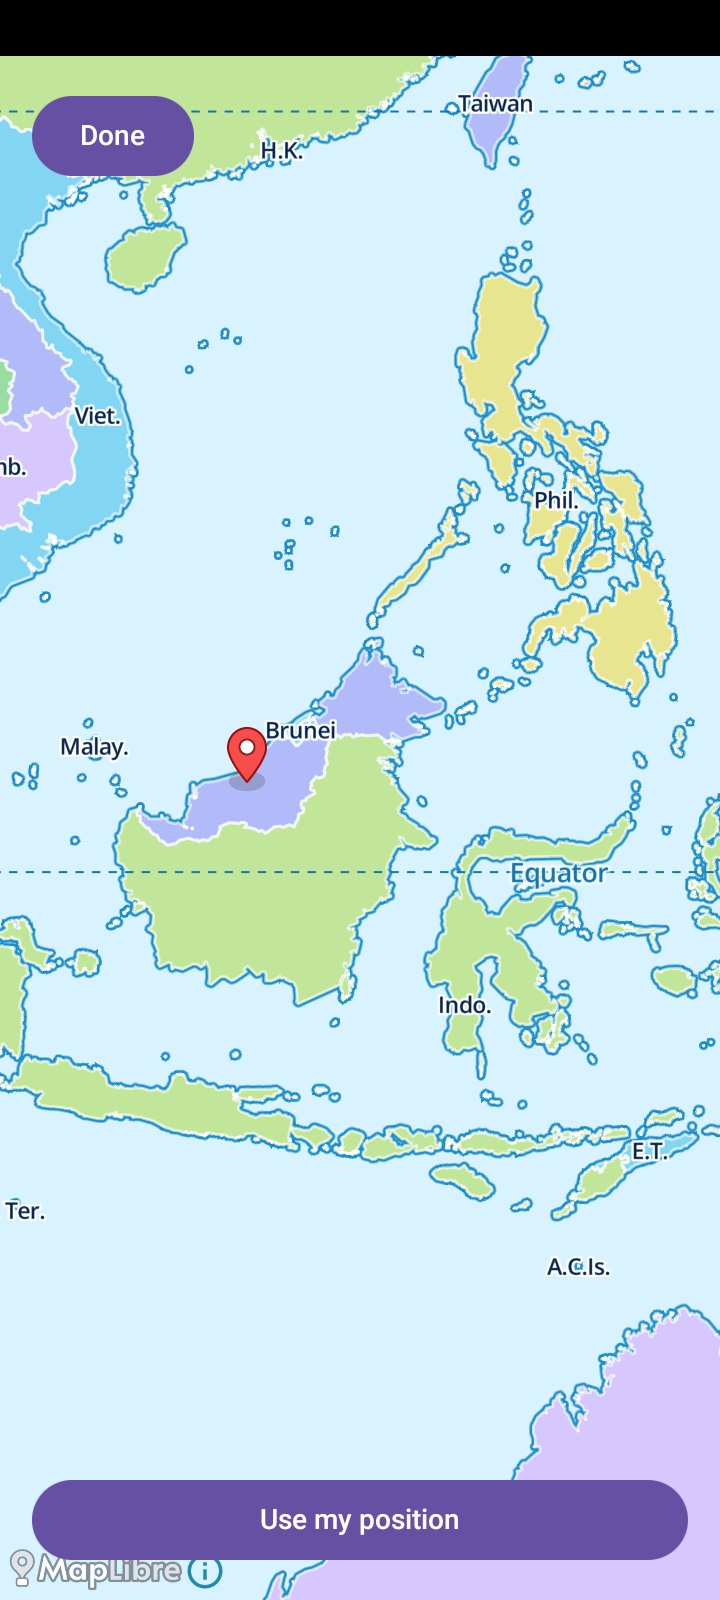 Taiwan
Done
H.K.
Viet.
nb.
Phil.
Brunei
Malay.
Equator
Indo.
E.T.
Ter.
A.C.Is.
Use my position
MapLibre